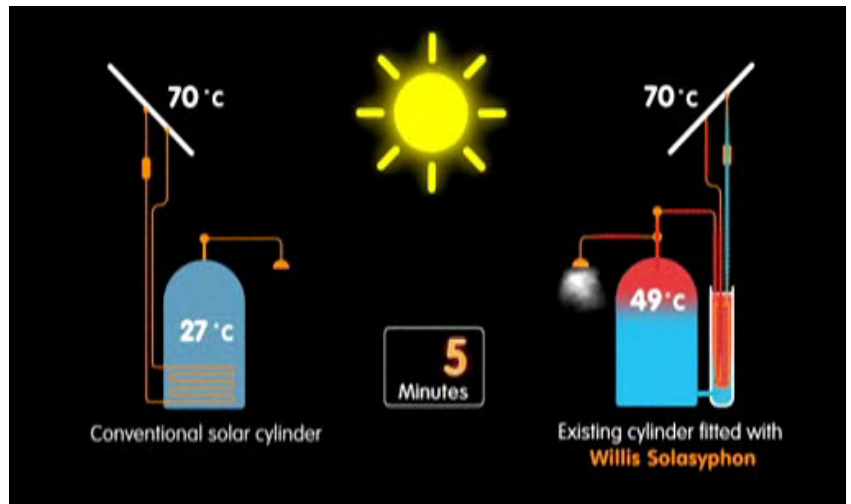 70 °C
70 °C
27 °C
49 °C
5
Minutes
Conventional solar cylinder
Existing cylinder fitted with
Willis Solasyphon